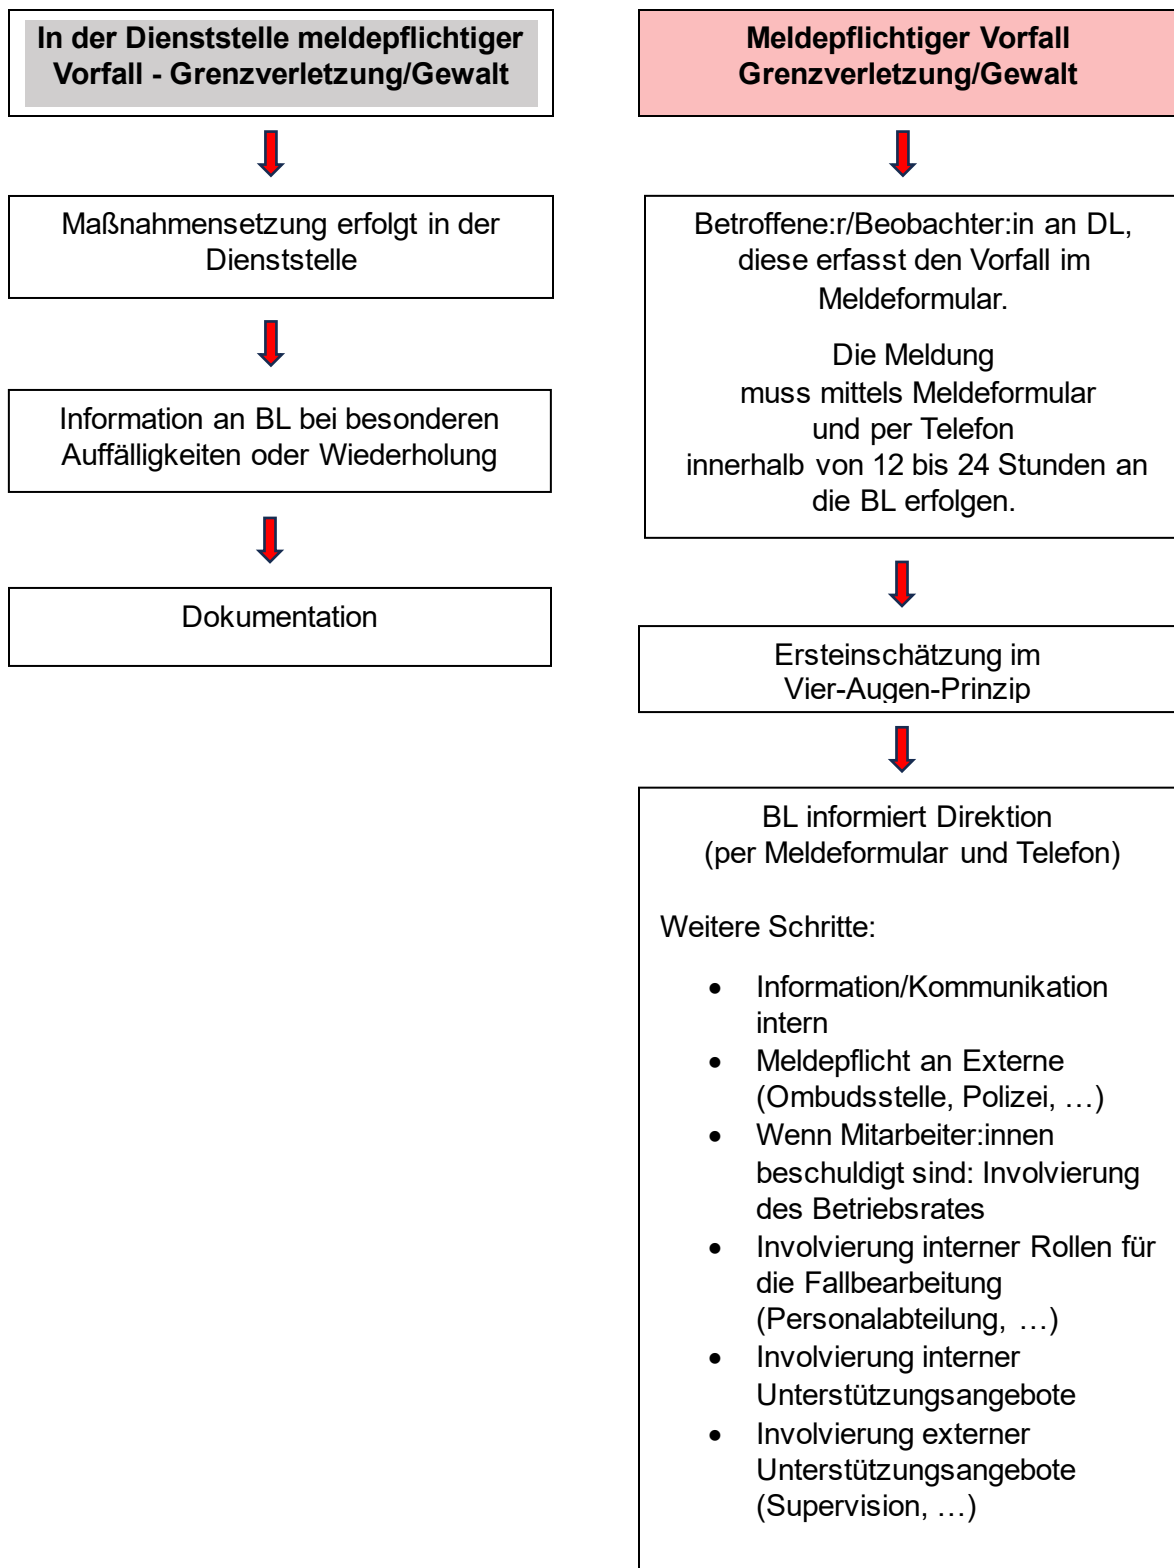 In der Dienststelle meldepflichtiger
Vorfall - Grenzverletzung/Gewalt
Maßnahmensetzung erfolgt in der
Dienststelle
Information an BL bei besonderen
Auffälligkeiten oder Wiederholung
Dokumentation
Meldepflichtiger Vorfall
Grenzverletzung/Gewalt
Betroffene:r/Beobachter:in an DL,
diese erfasst den Vorfall im
Meldeformular.
Die Meldung
muss mittels Meldeformular
und per Telefon
innerhalb von 12 bis 24 Stunden an
die BL erfolgen.
Ersteinschätzung im
Vier-Augen-Prinzip
BL informiert Direktion
(per Meldeformular und Telefon)
Weitere Schritte:
• Information/Kommunikation
intern
• Meldepflicht an Externe
(Ombudsstelle, Polizei, …)
• Wenn Mitarbeiter:innen
beschuldigt sind: Involvierung
des Betriebsrates
• Involvierung interner Rollen für
die Fallbearbeitung
(Personalabteilung, …)
• Involvierung interner
Unterstützungsangebote
• Involvierung externer
Unterstützungsangebote
(Supervision, …)